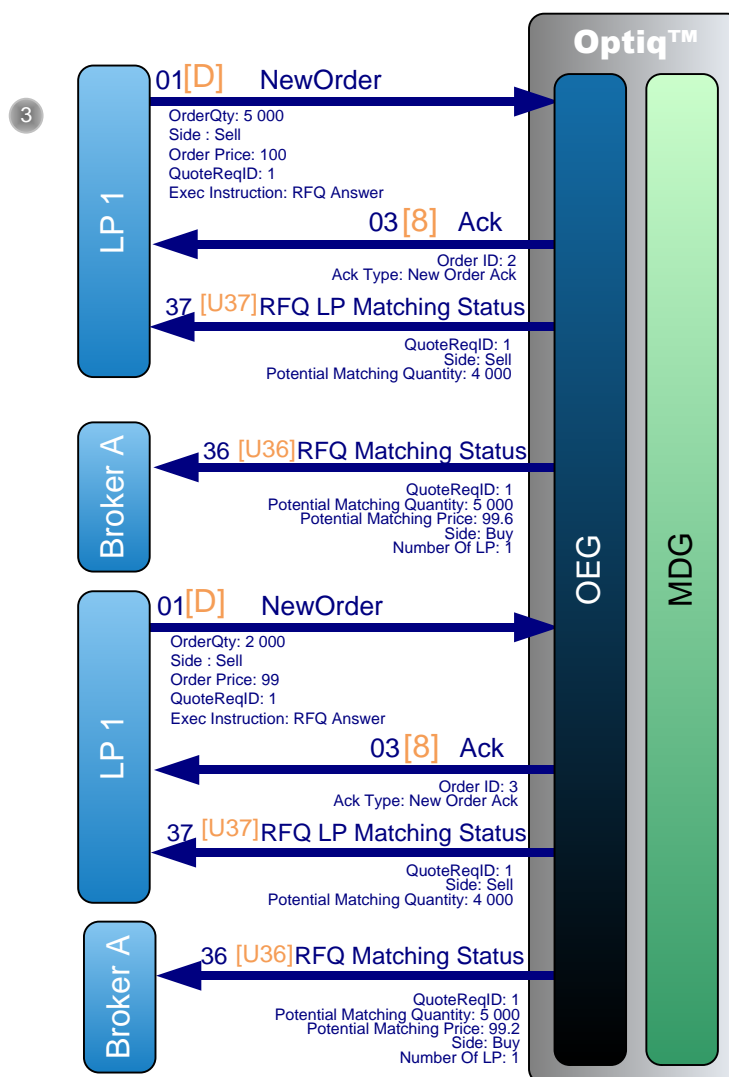 Optiq™
3
LP 1
01[D] NewOrder
OrderQty: 5 000
Side : Sell
Order Price: 100
QuoteReqID: 1
Exec Instruction: RFQ Answer
03[8] Ack
Order ID: 2
Ack Type: New Order Ack
37 [U37]RFQ LP Matching Status
QuoteReqID: 1
Side: Sell
Potential Matching Quantity: 4 000
Broker A
36 [U36]RFQ Matching Status
QuoteReqID: 1
Potential Matching Quantity: 5 000
Potential Matching Price: 99.6
Side: Buy
Number Of LP: 1
OEG
MDG
LP 1
01[D] NewOrder
OrderQty: 2 000
Side : Sell
Order Price: 99
QuoteReqID: 1
Exec Instruction: RFQ Answer
03[8] Ack
Order ID: 3
Ack Type: New Order Ack
37 [U37]RFQ LP Matching Status
QuoteReqID: 1
Side: Sell
Potential Matching Quantity: 4 000
Broker A
36 [U36]RFQ Matching Status
QuoteReqID: 1
Potential Matching Quantity: 5 000
Potential Matching Price: 99.2
Side: Buy
Number Of LP: 1